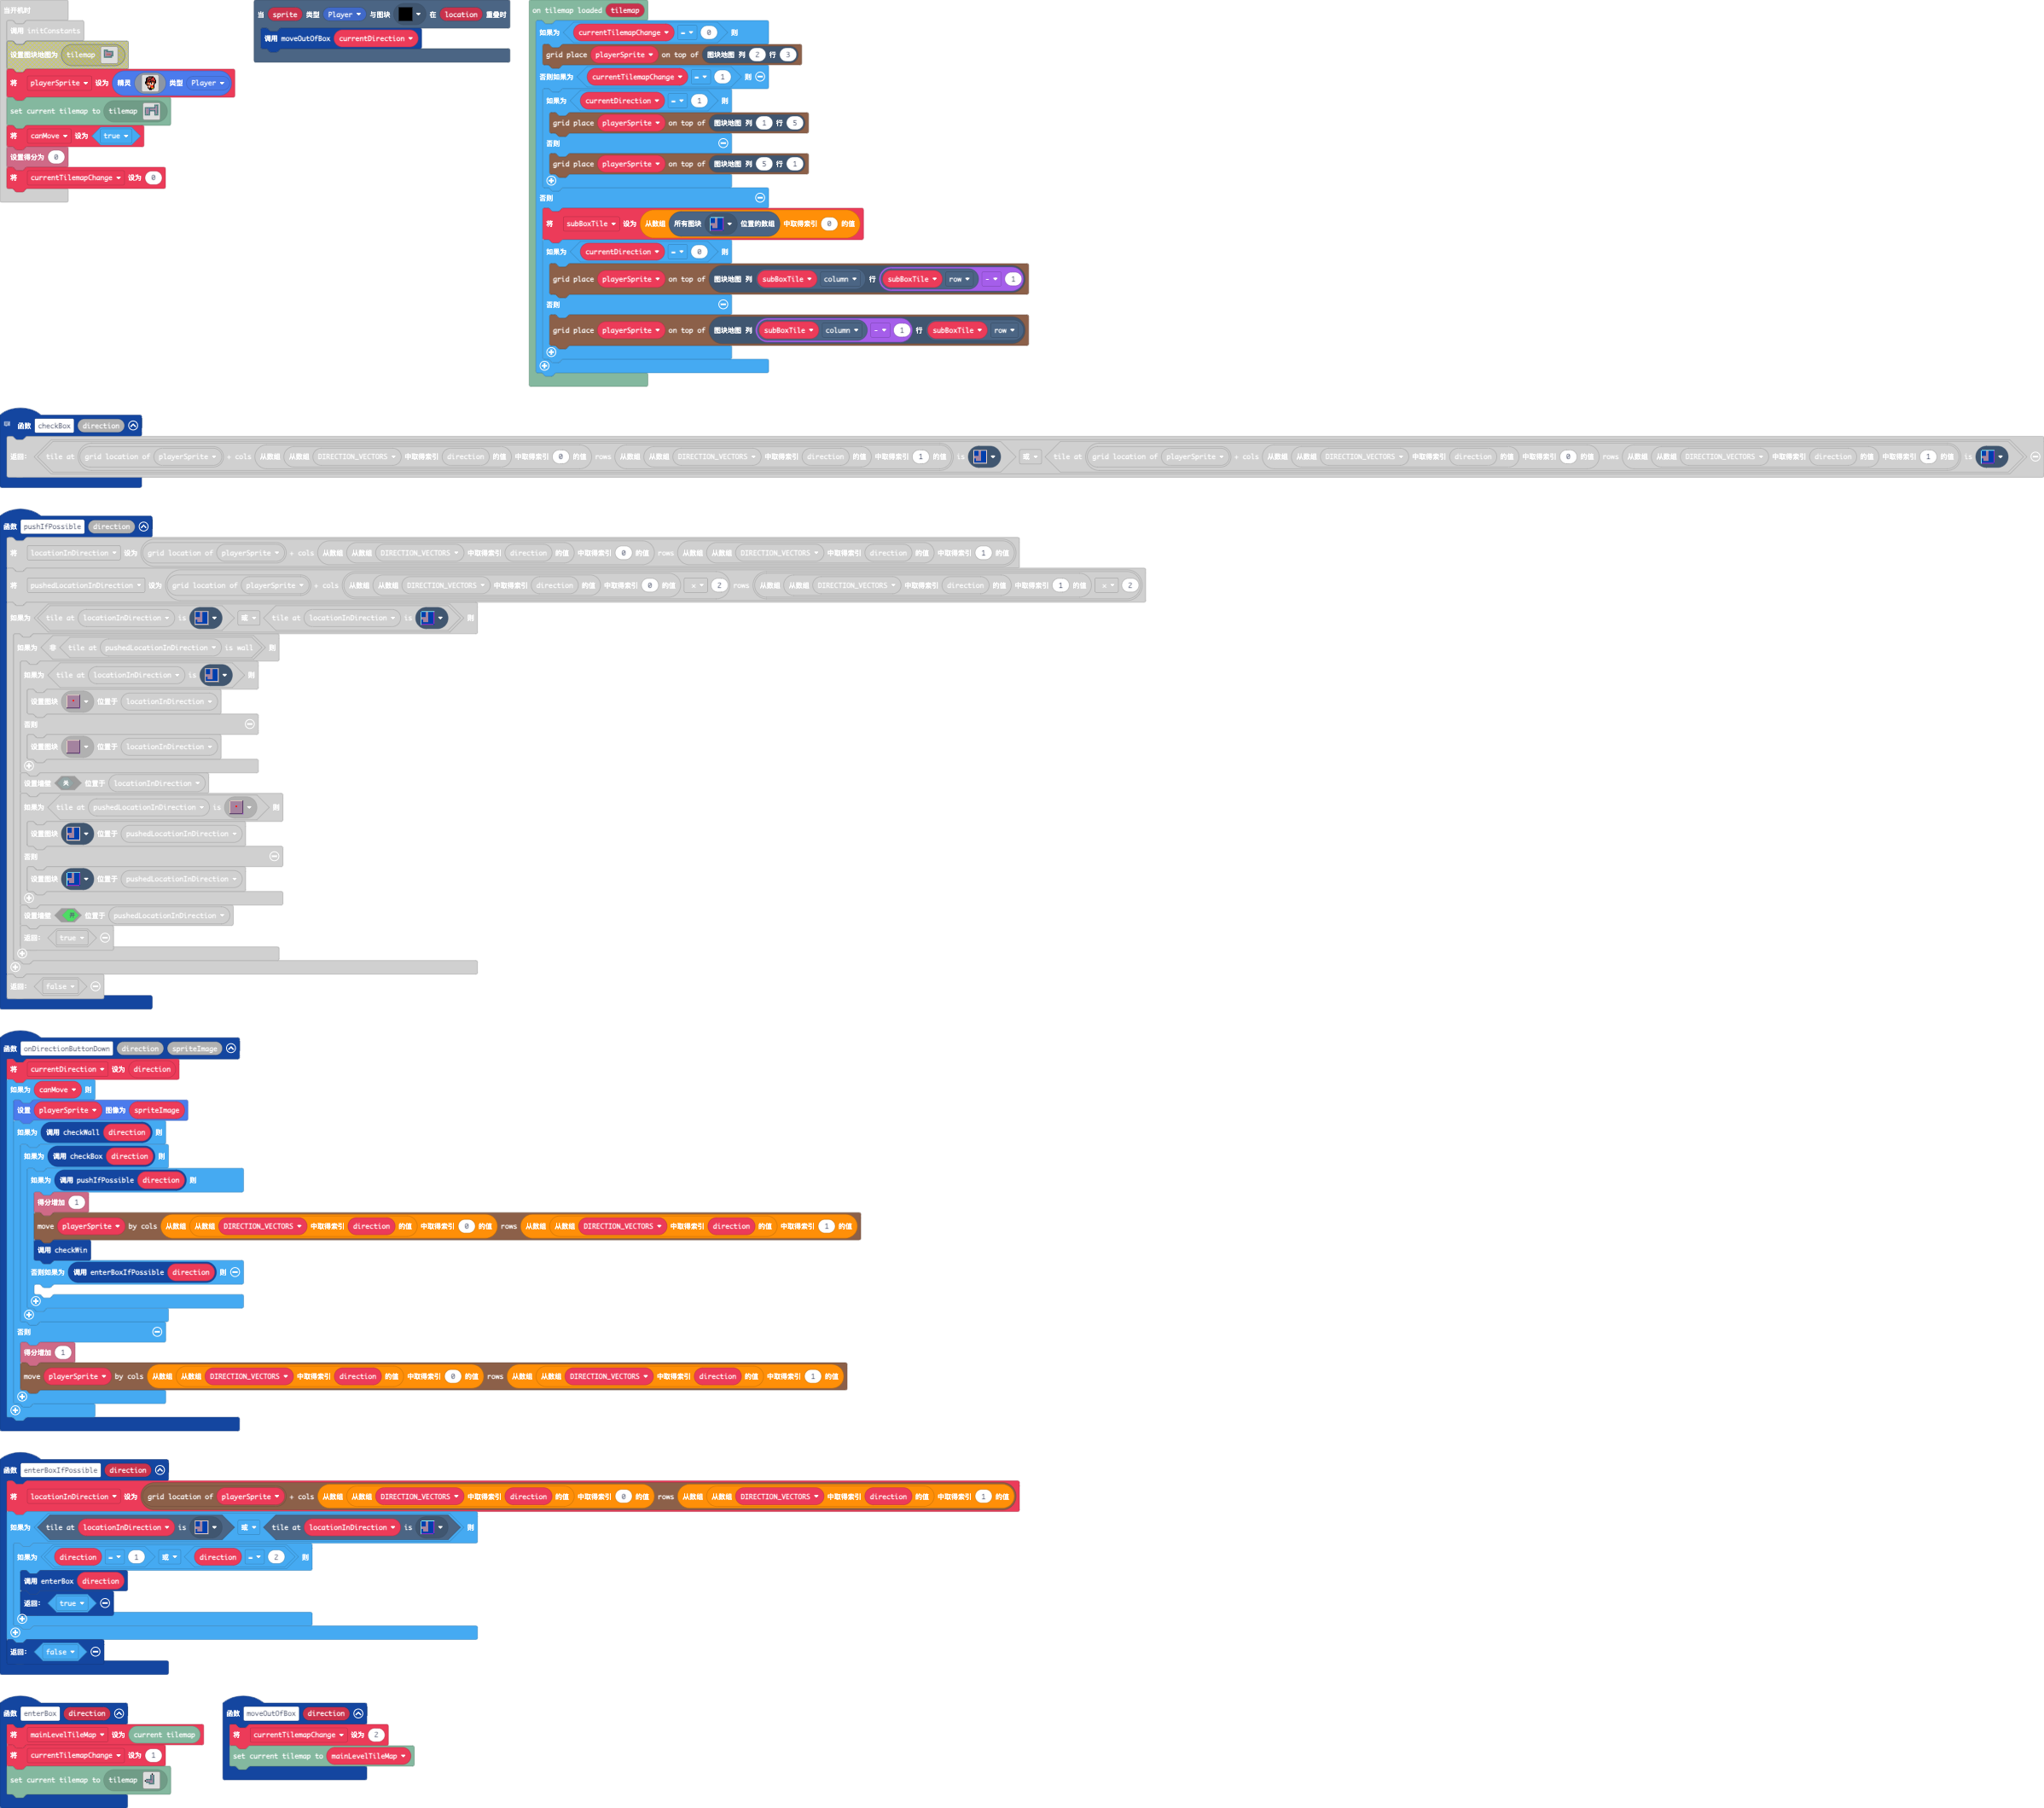 当开机时
调用 initConstants
设置图块地图为 tilemap
将 playerSprite 设为 精灵 类型 Player
set current tilemap to tilemap
将 canMove 设为 true
设置得分为 0
将 currentTilemapChange 设为 0
当 sprite 类型 Player 与图块 在 location 重叠时
调用 moveOutOfBox currentDirection
on tilemap loaded tilemap
如果为 currentTilemapChange = 0 则
grid place playerSprite on top of 图块地图 列 2 行 3
否则如果为 currentTilemapChange = 1 则
如果为 currentDirection = 1 则
grid place playerSprite on top of 图块地图 列 1 行 5
否则
grid place playerSprite on top of 图块地图 列 5 行 1
否则
将 subBoxTile 设为 从数组 所有图块 位置的数组 中取得索引 0 的值
如果为 currentDirection = 0 则
grid place playerSprite on top of 图块地图 列 subBoxTile column 行 subBoxTile row - 1
否则
grid place playerSprite on top of 图块地图 列 subBoxTile column - 1 行 subBoxTile row
函数 checkBox direction
返回: tile at grid location of playerSprite + cols 从数组 从数组 DIRECTION_VECTORS 中取得索引 direction 的值 中取得索引 0 的值 rows 从数组 从数组 DIRECTION_VECTORS 中取得索引 direction 的值 中取得索引 1 的值 is 或 tile at grid location of playerSprite + cols 从数组 从数组 DIRECTION_VECTORS 中取得索引 direction 的值 中取得索引 0 的值 rows 从数组 从数组 DIRECTION_VECTORS 中取得索引 direction 的值 中取得索引 1 的值 is
函数 pushIfPossible direction
将 locationInDirection 设为 grid location of playerSprite + cols 从数组 从数组 DIRECTION_VECTORS 中取得索引 direction 的值 中取得索引 0 的值 rows 从数组 从数组 DIRECTION_VECTORS 中取得索引 direction 的值 中取得索引 1 的值
将 pushedLocationInDirection 设为 grid location of playerSprite + cols 从数组 从数组 DIRECTION_VECTORS 中取得索引 direction 的值 中取得索引 0 的值 × 2 rows 从数组 从数组 DIRECTION_VECTORS 中取得索引 direction 的值 中取得索引 1 的值 × 2
如果为 tile at locationInDirection is 或 tile at locationInDirection is 则
如果为 非 tile at pushedLocationInDirection is wall 则
如果为 tile at locationInDirection is 则
设置图块 位置于 locationInDirection
否则
设置图块 位置于 locationInDirection
设置墙壁 关 位置于 locationInDirection
如果为 tile at pushedLocationInDirection is 则
设置图块 位置于 pushedLocationInDirection
否则
设置图块 位置于 pushedLocationInDirection
设置墙壁 开 位置于 pushedLocationInDirection
返回: true
返回: false
函数 onDirectionButtonDown direction spriteImage
将 currentDirection 设为 direction
如果为 canMove 则
设置 playerSprite 图像为 spriteImage
如果为 调用 checkWall direction 则
如果为 调用 checkBox direction 则
如果为 调用 pushIfPossible direction 则
得分增加 1
move playerSprite by cols 从数组 从数组 DIRECTION_VECTORS 中取得索引 direction 的值 中取得索引 0 的值 rows 从数组 从数组 DIRECTION_VECTORS 中取得索引 direction 的值 中取得索引 1 的值
调用 checkWin
否则如果为 调用 enterBoxIfPossible direction 则
否则
得分增加 1
move playerSprite by cols 从数组 从数组 DIRECTION_VECTORS 中取得索引 direction 的值 中取得索引 0 的值 rows 从数组 从数组 DIRECTION_VECTORS 中取得索引 direction 的值 中取得索引 1 的值
函数 enterBoxIfPossible direction
将 locationInDirection 设为 grid location of playerSprite + cols 从数组 从数组 DIRECTION_VECTORS 中取得索引 direction 的值 中取得索引 0 的值 rows 从数组 从数组 DIRECTION_VECTORS 中取得索引 direction 的值 中取得索引 1 的值
如果为 tile at locationInDirection is 或 tile at locationInDirection is 则
如果为 direction = 1 或 direction = 2 则
调用 enterBox direction
返回: true
返回: false
函数 enterBox direction
将 mainLevelTileMap 设为 current tilemap
将 currentTilemapChange 设为 1
set current tilemap to tilemap
函数 moveOutOfBox direction
将 currentTilemapChange 设为 2
set current tilemap to mainLevelTileMap